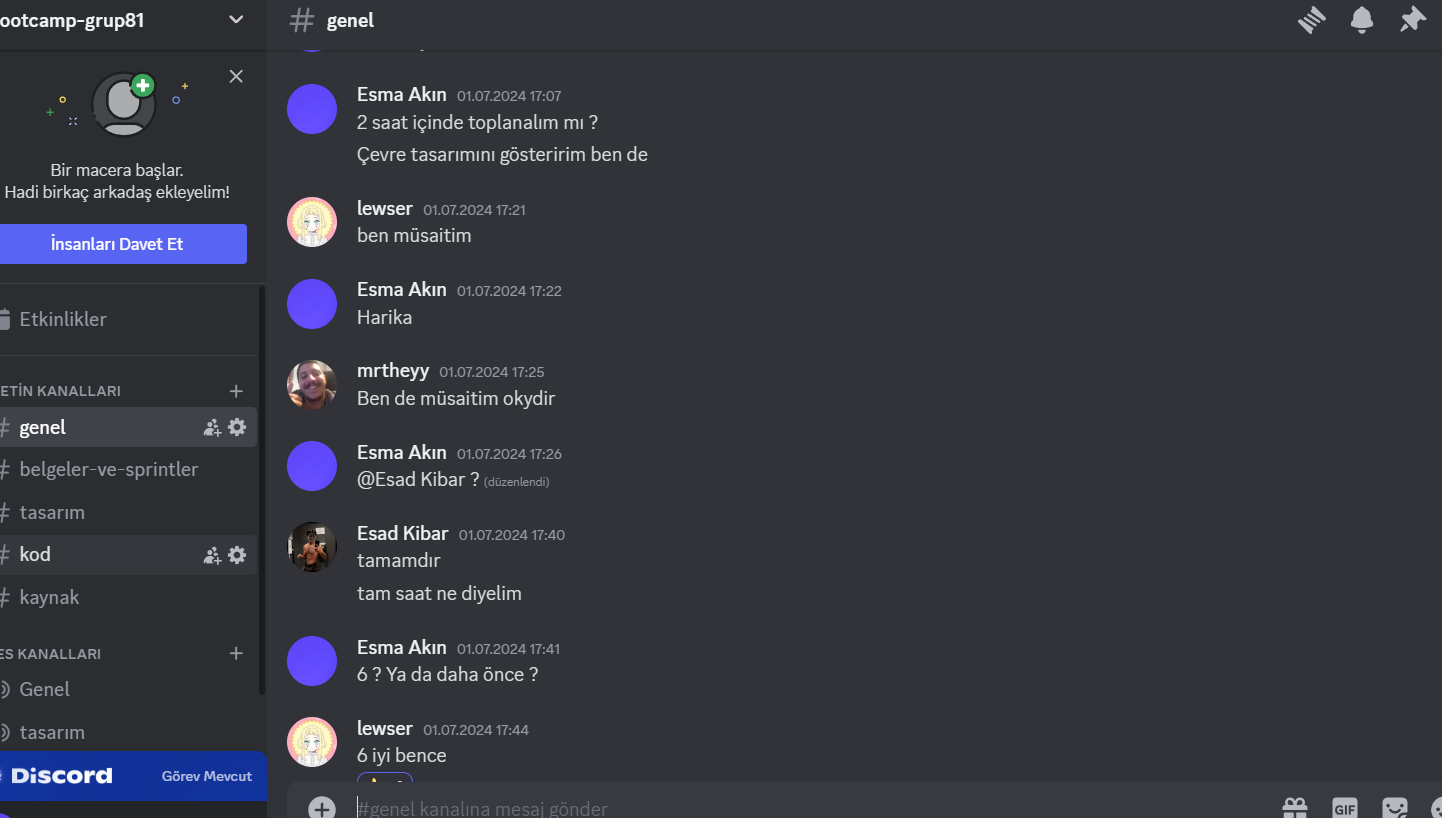 ootcamp-grup81
Bir macera başlar.
Hadi birkaç arkadaş ekleyelim!
İnsanları Davet Et
Etkinlikler
ETİN KANALLARI
genel
belgeler-ve-sprintler
tasarım
kod
kaynak
ES KANALLARI
Genel
tasarım
Discord Görev Mevcut
genel
Esma Akın 01.07.2024 17:07
2 saat içinde toplanalım mı ?
Çevre tasarımını gösteririm ben de
lewser 01.07.2024 17:21
ben müsaitim
Esma Akın 01.07.2024 17:22
Harika
mrtheyy 01.07.2024 17:25
Ben de müsaitim okydir
Esma Akın 01.07.2024 17:26
@Esad Kibar ? (düzenlendi)
Esad Kibar 01.07.2024 17:40
tamamdır
tam saat ne diyelim
Esma Akın 01.07.2024 17:41
6 ? Ya da daha önce ?
lewser 01.07.2024 17:44
6 iyi bence
#genel kanalına mesaj gönder
GIF